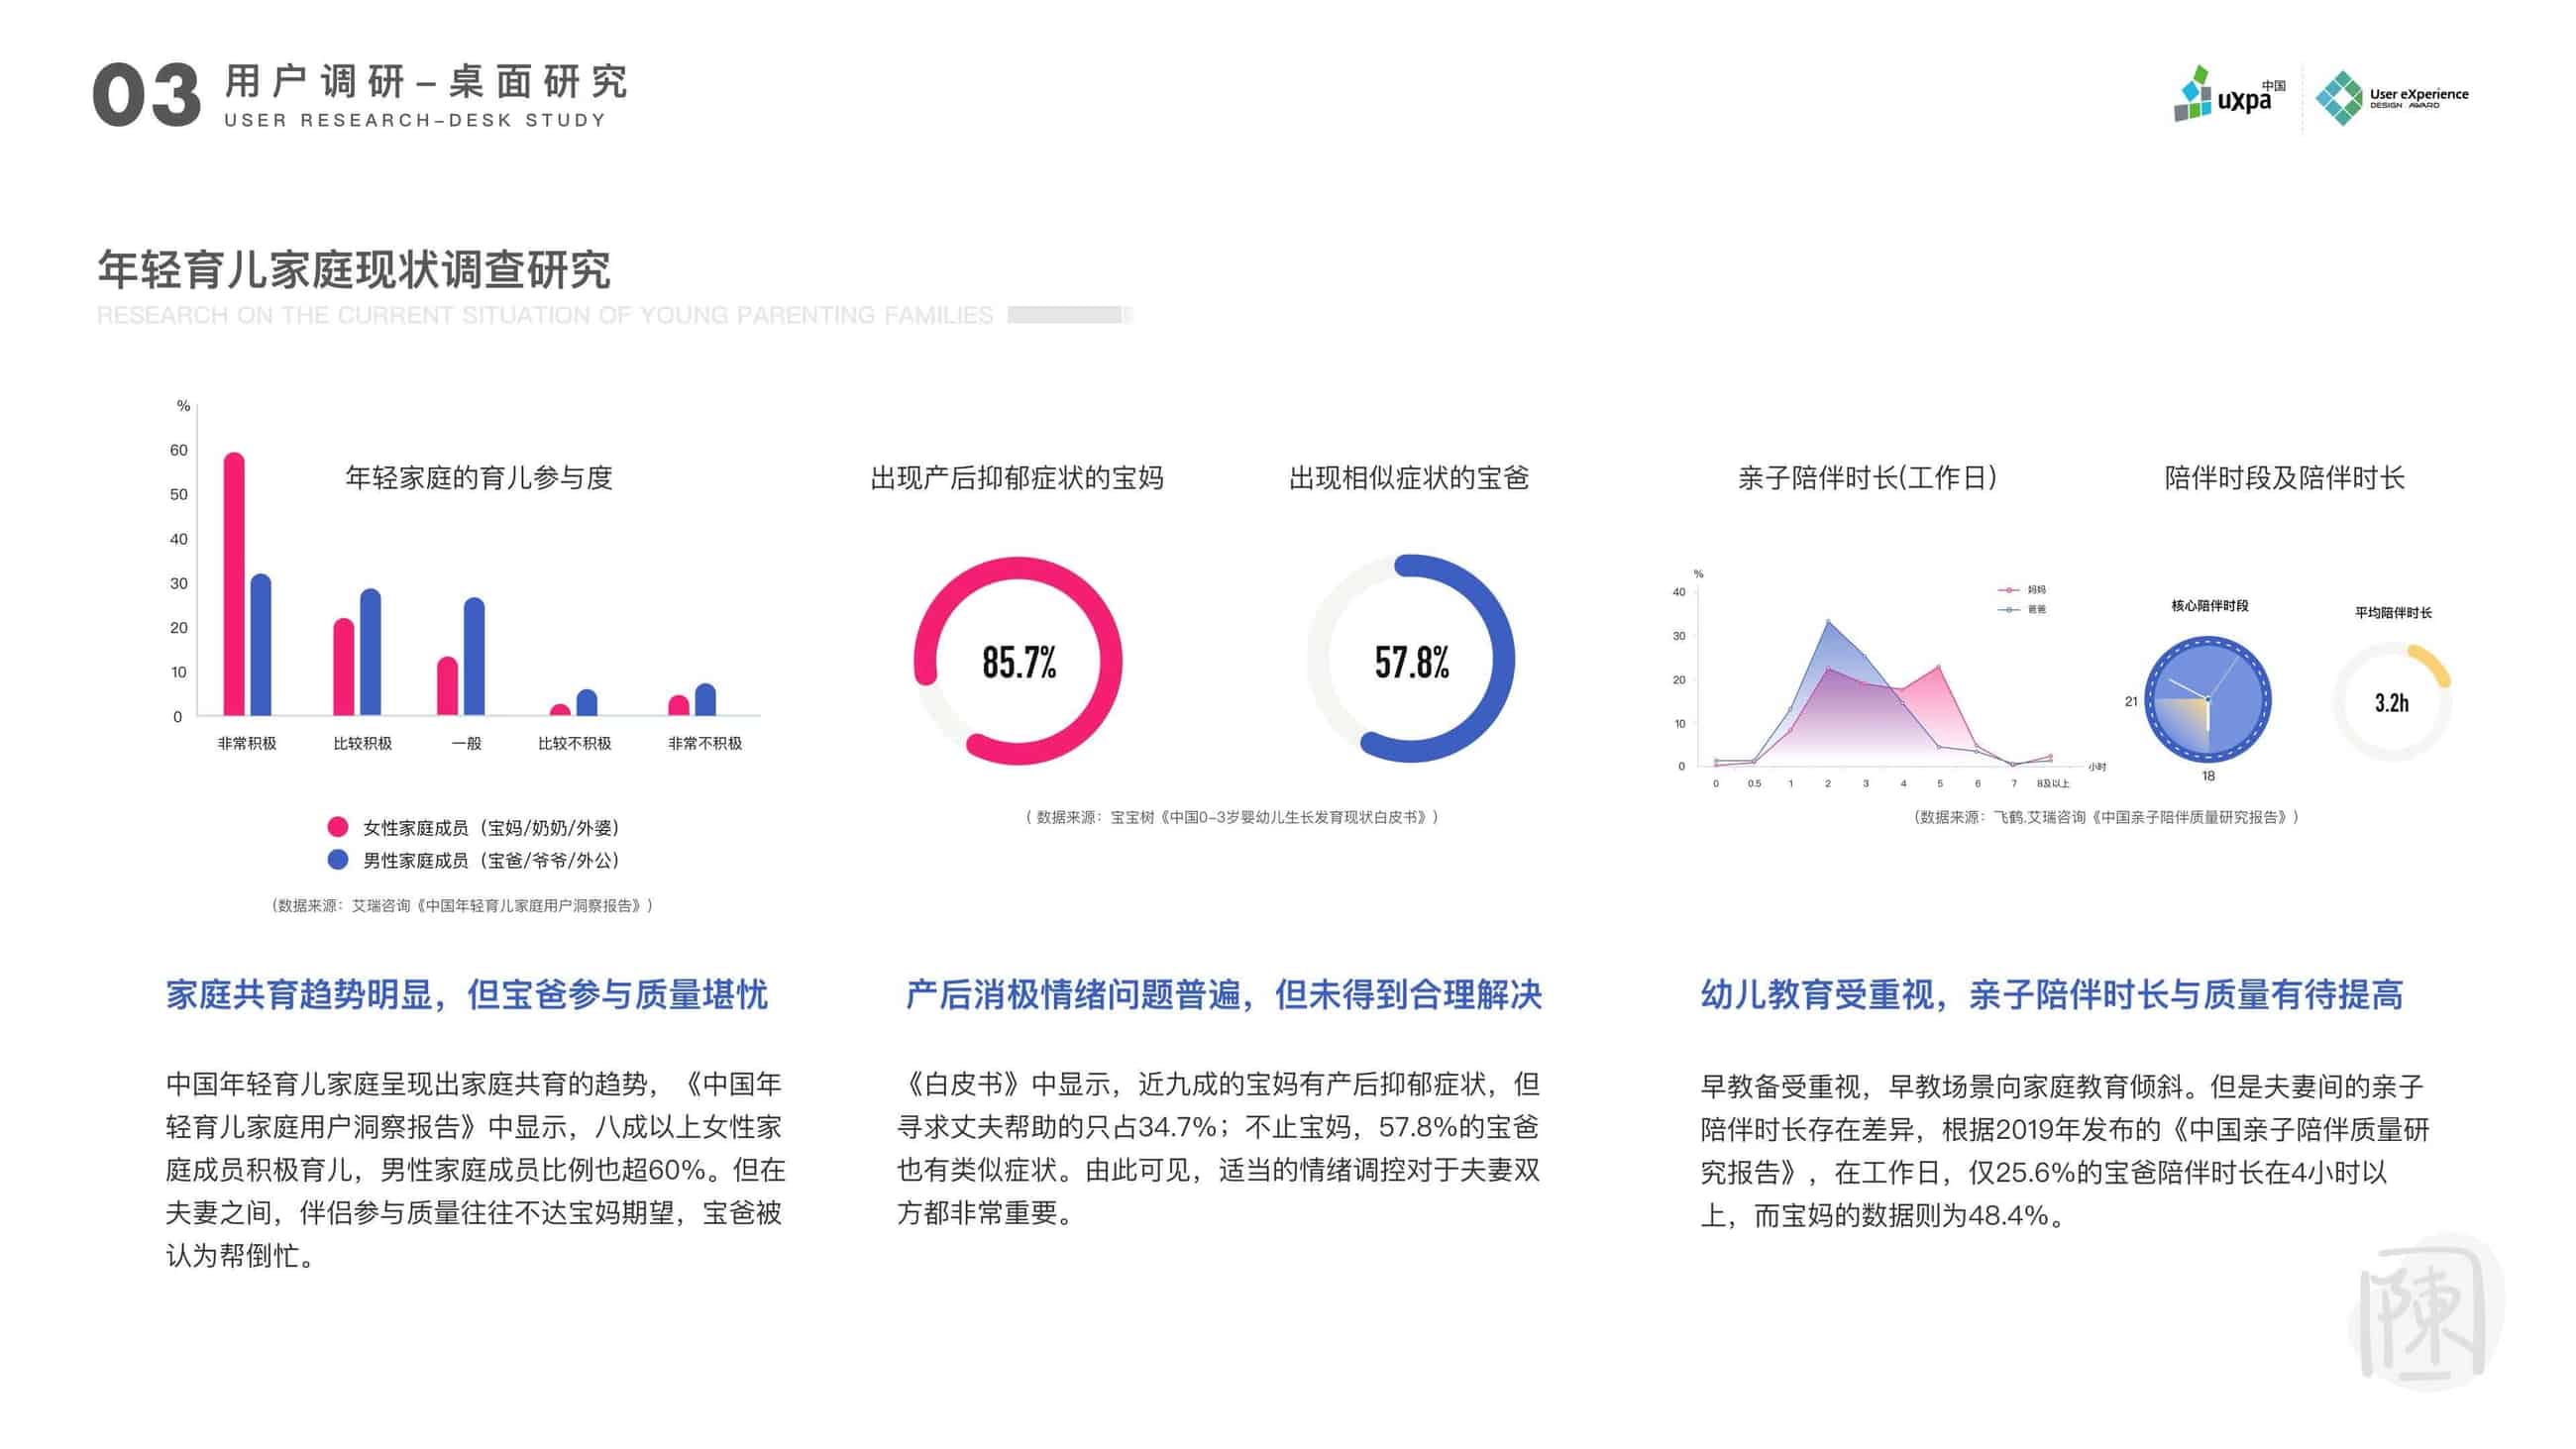 03
用户调研–桌面研究
USER RESEARCH–DESK STUDY
uxpa中国
User eXperience
DESIGN AWARD
年轻育儿家庭现状调查研究
RESEARCH ON THE CURRENT SITUATION OF YOUNG PARENTING FAMILIES
%
60
50
40
30
20
10
0
年轻家庭的育儿参与度
非常积极 比较积极 一般 比较不积极 非常不积极
女性家庭成员（宝妈/奶奶/外婆）
男性家庭成员（宝爸/爷爷/外公）
（数据来源：艾瑞咨询《中国年轻育儿家庭用户洞察报告》）
出现产后抑郁症状的宝妈
85.7%
出现相似症状的宝爸
57.8%
（ 数据来源：宝宝树《中国0–3岁婴幼儿生长发育现状白皮书》）
亲子陪伴时长(工作日)
%
40
30
20
10
0
妈妈
爸爸
0 0.5 1 2 3 4 5 6 7 8及以上
小时
陪伴时段及陪伴时长
核心陪伴时段
21
18
平均陪伴时长
3.2h
（数据来源：飞鹤.艾瑞咨询《中国亲子陪伴质量研究报告》）
家庭共育趋势明显，但宝爸参与质量堪忧
中国年轻育儿家庭呈现出家庭共育的趋势，《中国年
轻育儿家庭用户洞察报告》中显示，八成以上女性家
庭成员积极育儿，男性家庭成员比例也超60%。但在
夫妻之间，伴侣参与质量往往不达宝妈期望，宝爸被
认为帮倒忙。
产后消极情绪问题普遍，但未得到合理解决
《白皮书》中显示，近九成的宝妈有产后抑郁症状，但
寻求丈夫帮助的只占34.7%；不止宝妈，57.8%的宝爸
也有类似症状。由此可见，适当的情绪调控对于夫妻双
方都非常重要。
幼儿教育受重视，亲子陪伴时长与质量有待提高
早教备受重视，早教场景向家庭教育倾斜。但是夫妻间的亲子
陪伴时长存在差异，根据2019年发布的《中国亲子陪伴质量研
究报告》，在工作日，仅25.6%的宝爸陪伴时长在4小时以
上，而宝妈的数据则为48.4%。
陳